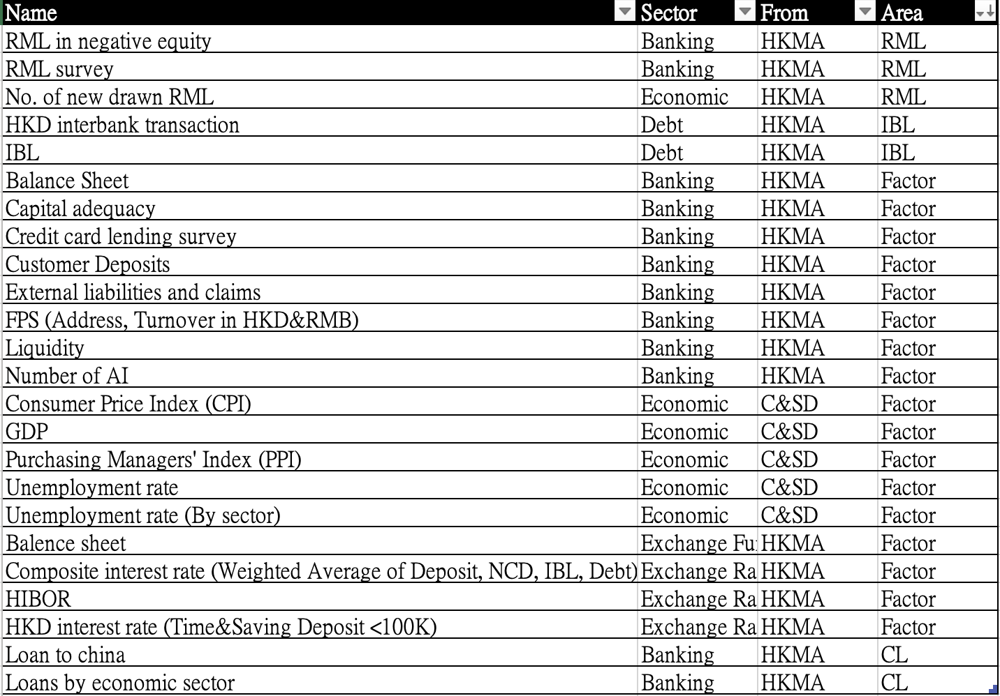 Name Sector From Area
RML in negative equity Banking HKMA RML
RML survey Banking HKMA RML
No. of new drawn RML Economic HKMA RML
HKD interbank transaction Debt HKMA IBL
IBL Debt HKMA IBL
Balance Sheet Banking HKMA Factor
Capital adequacy Banking HKMA Factor
Credit card lending survey Banking HKMA Factor
Customer Deposits Banking HKMA Factor
External liabilities and claims Banking HKMA Factor
FPS (Address, Turnover in HKD&RMB) Banking HKMA Factor
Liquidity Banking HKMA Factor
Number of AI Banking HKMA Factor
Consumer Price Index (CPI) Economic C&SD Factor
GDP Economic C&SD Factor
Purchasing Managers' Index (PPI) Economic C&SD Factor
Unemployment rate Economic C&SD Factor
Unemployment rate (By sector) Economic C&SD Factor
Balence sheet Exchange Fu HKMA Factor
Composite interest rate (Weighted Average of Deposit, NCD, IBL, Debt) Exchange Ra HKMA Factor
HIBOR Exchange Ra HKMA Factor
HKD interest rate (Time&Saving Deposit <100K) Exchange Ra HKMA Factor
Loan to china Banking HKMA CL
Loans by economic sector Banking HKMA CL